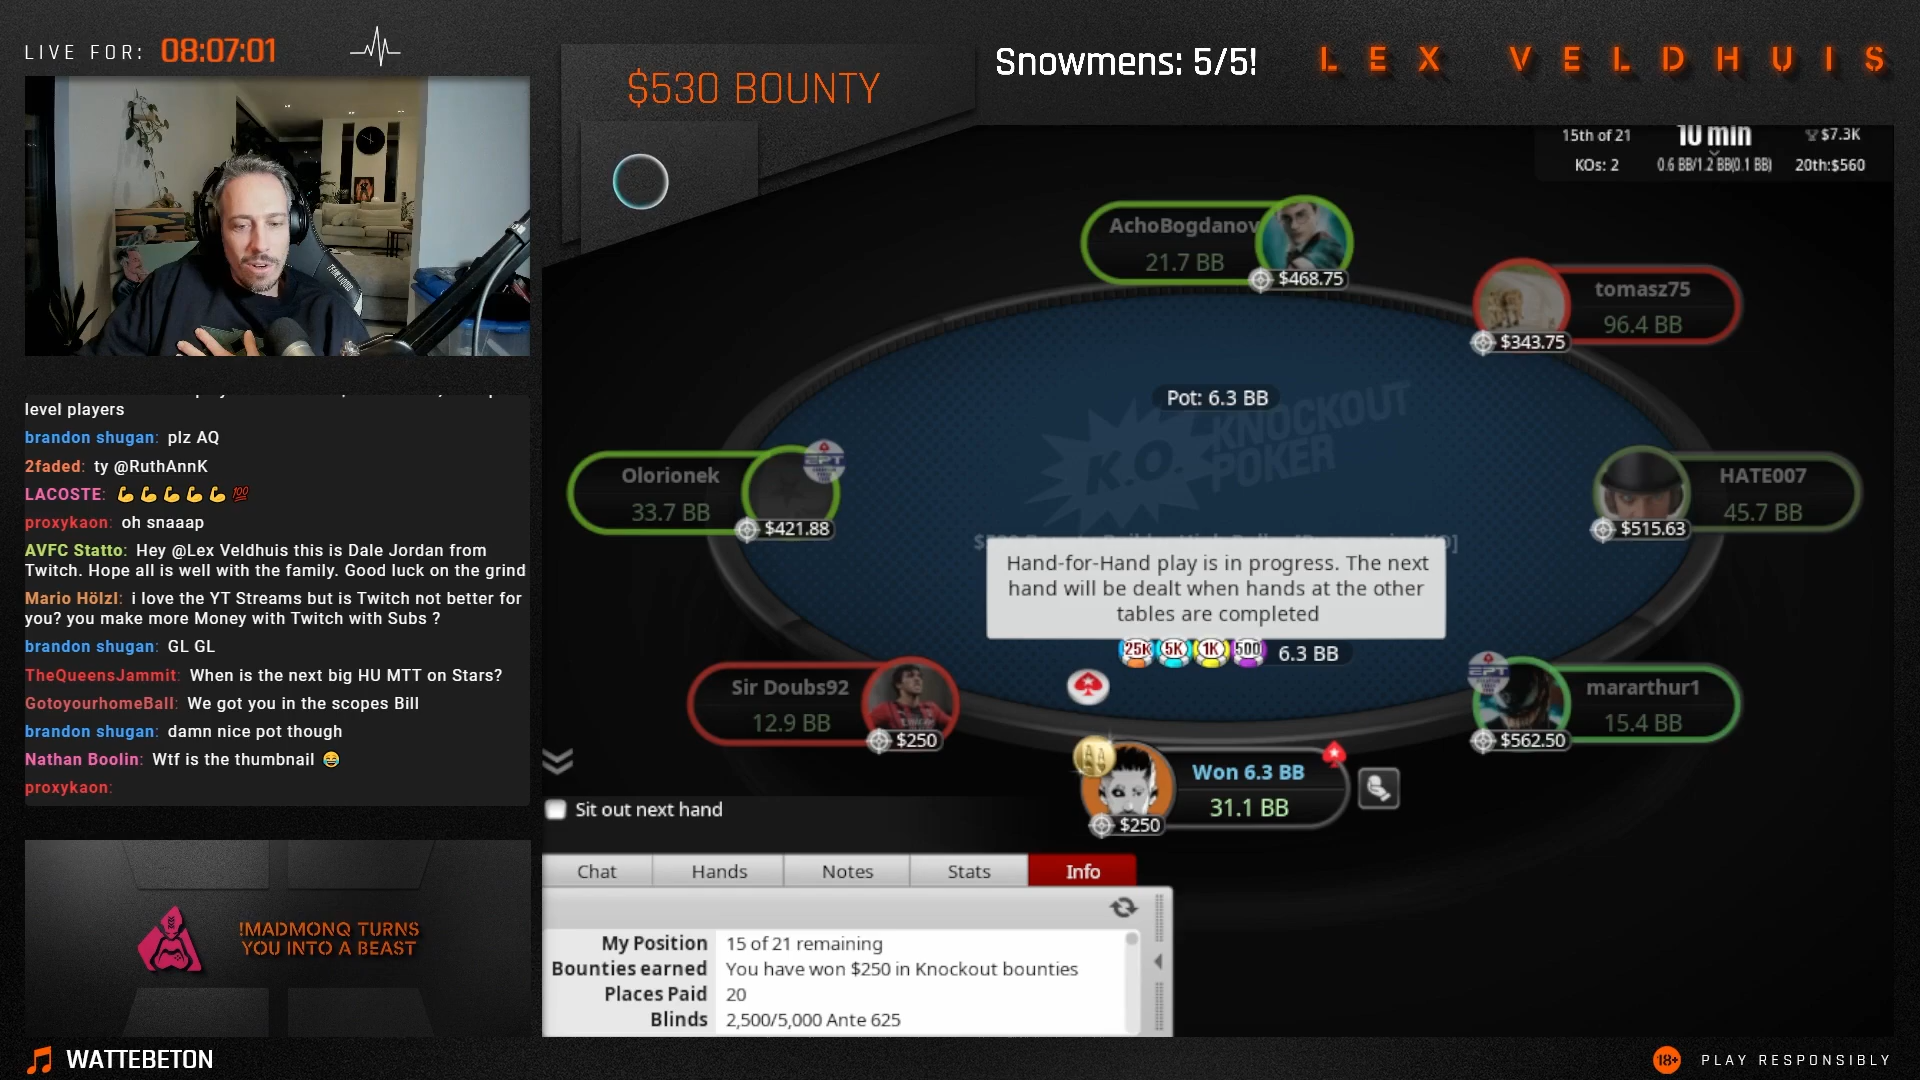 LIVE FOR: 08:07:01
$530 BOUNTY
Snowmens: 5/5!
LEX VELDHUIS
15th of 21
10 min
$7.3K
KOs: 2
0.6 BB/1.2 BB(0.1 BB)
20th:$560
level players
brandon shugan: plz AQ
2faded: ty @RuthAnnK
LACOSTE: 💪💪💪💪💪💯
proxykaon: oh snaaap
AVFC Statto: Hey @Lex Veldhuis this is Dale Jordan from
Twitch. Hope all is well with the family. Good luck on the grind
Mario Hölzl: i love the YT Streams but is Twitch not better for
you? you make more Money with Twitch with Subs ?
brandon shugan: GL GL
TheQueensJammit: When is the next big HU MTT on Stars?
GotoyourhomeBall: We got you in the scopes Bill
brandon shugan: damn nice pot though
Nathan Boolin: Wtf is the thumbnail 😂
proxykaon:
!MADMONQ TURNS
YOU INTO A BEAST
WATTEBETON
AchoBogdanov
21.7 BB
$468.75
tomasz75
96.4 BB
$343.75
Pot: 6.3 BB
K.O. KNOCKOUT
POKER
Olorionek
33.7 BB
EPT
$421.88
HATE007
45.7 BB
$515.63
Hand-for-Hand play is in progress. The next
hand will be dealt when hands at the other
tables are completed
25K 5K 1K 500 6.3 BB
Sir Doubs92
12.9 BB
$250
EPT
mararthur1
15.4 BB
$562.50
Won 6.3 BB
31.1 BB
$250
Sit out next hand
Chat Hands Notes Stats Info
My Position 15 of 21 remaining
Bounties earned You have won $250 in Knockout bounties
Places Paid 20
Blinds 2,500/5,000 Ante 625
18+ PLAY RESPONSIBLY